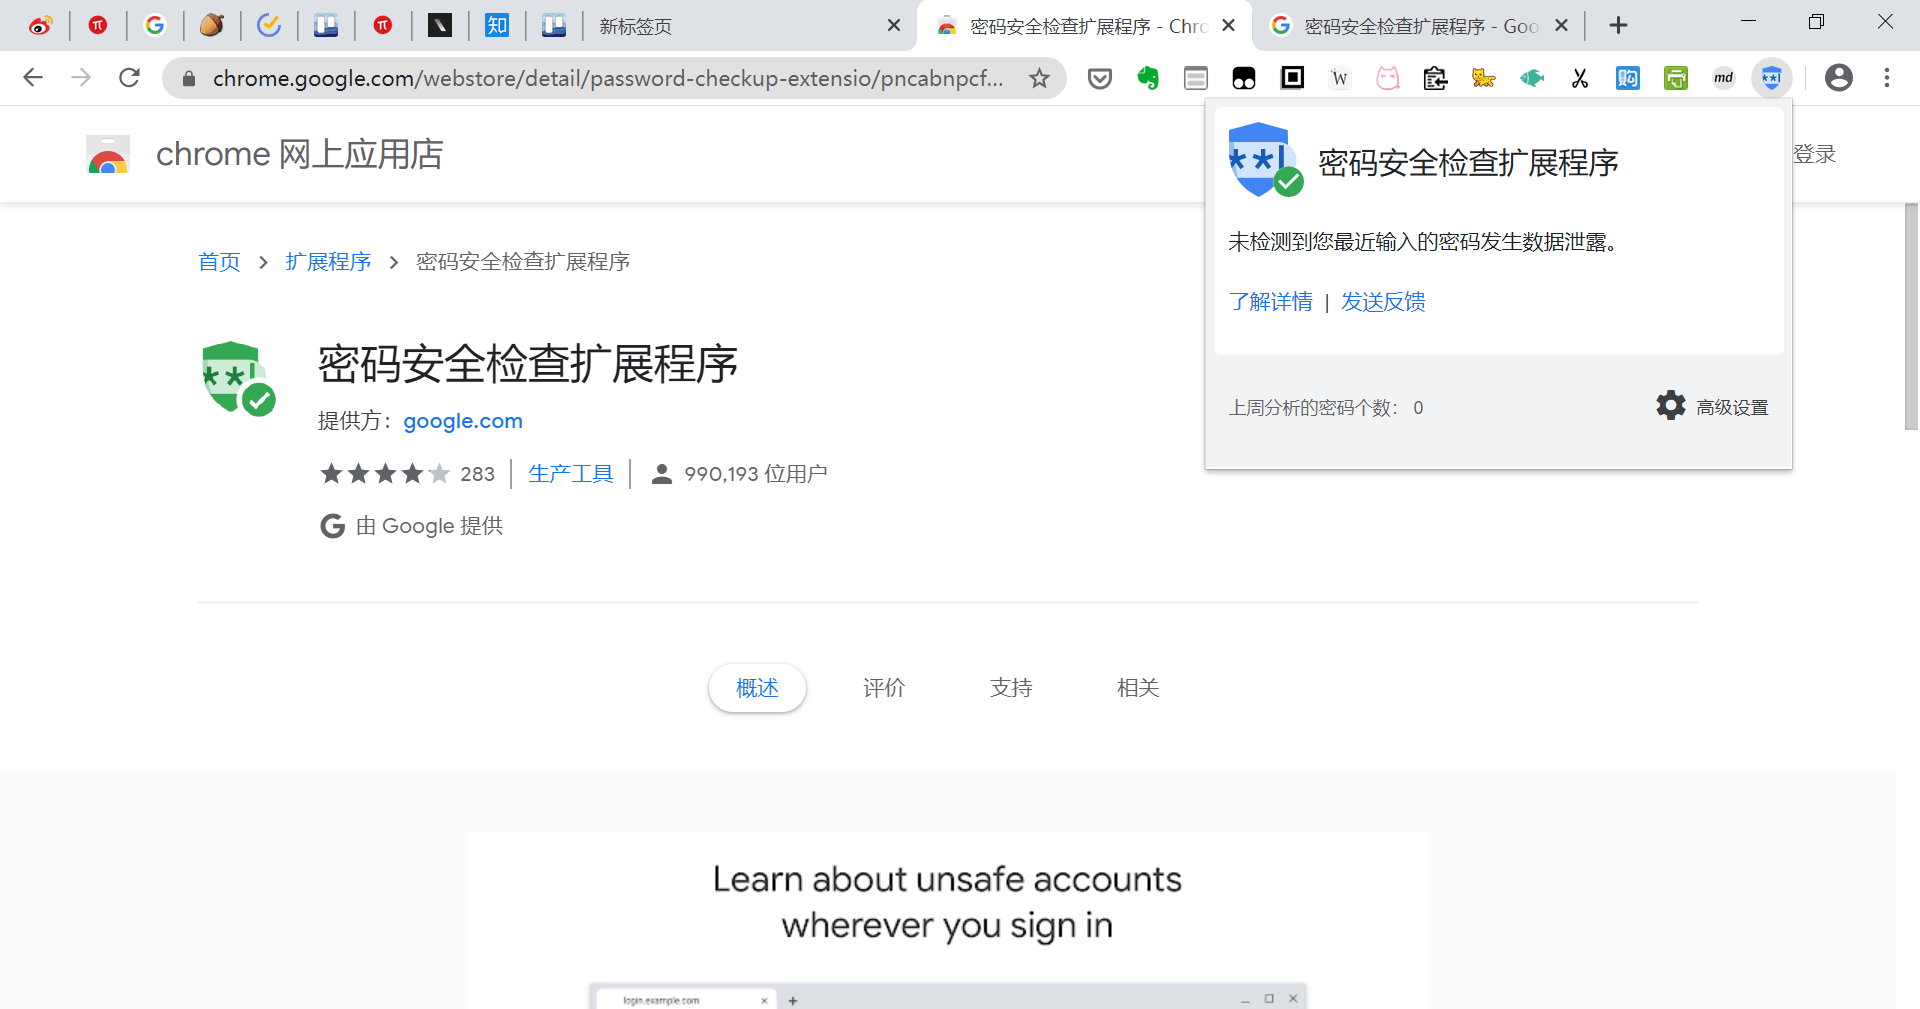 知
新标签页
密码安全检查扩展程序 - Chro
密码安全检查扩展程序 - Goo
chrome.google.com/webstore/detail/password-checkup-extensio/pncabnpcf...
W
购
md
**|
chrome 网上应用店
登录
密码安全检查扩展程序
未检测到您最近输入的密码发生数据泄露。
了解详情 | 发送反馈
上周分析的密码个数： 0
高级设置
首页 > 扩展程序 > 密码安全检查扩展程序
密码安全检查扩展程序
提供方： google.com
283
生产工具
990,193 位用户
由 Google 提供
概述
评价
支持
相关
Learn about unsafe accounts
wherever you sign in
login.example.com